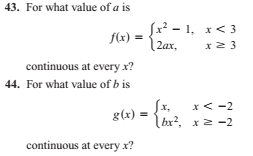 43. For what value of a is
f(x) = { x² − 1, x < 3
2ax, x ≥ 3
continuous at every x?
44. For what value of b is
g(x) = { x, x < −2
bx², x ≥ −2
continuous at every x?